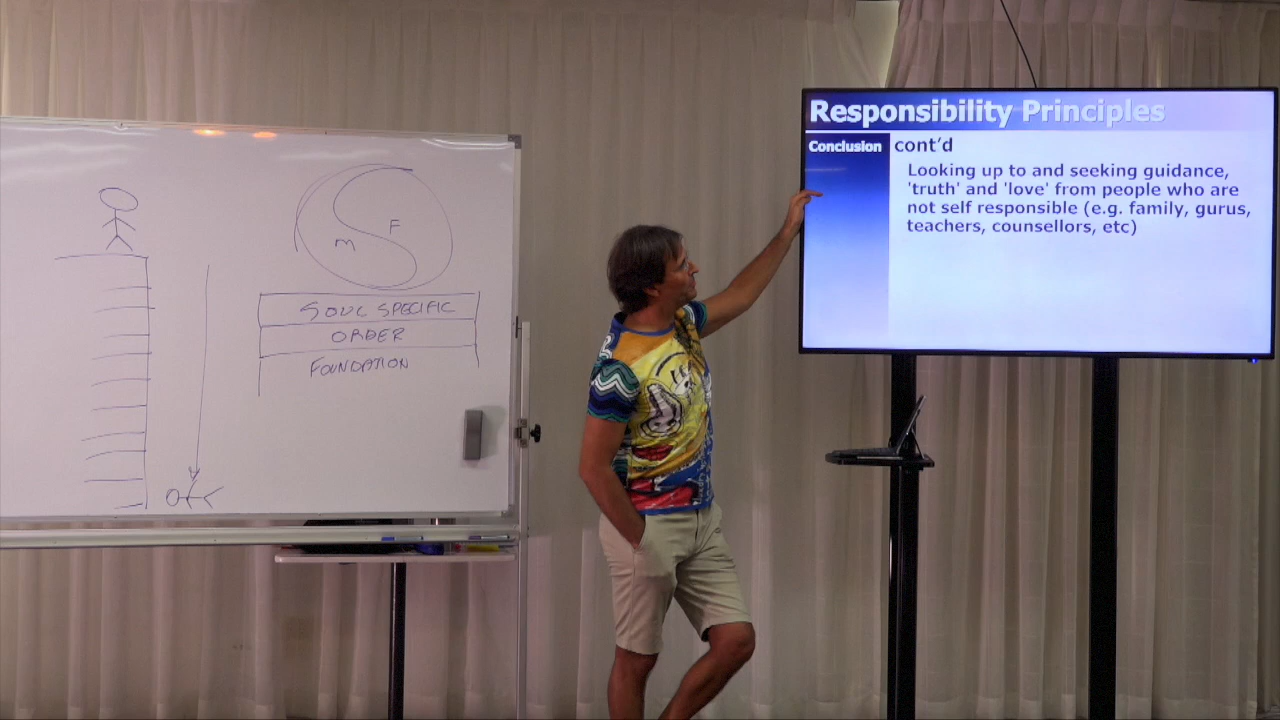 M
F
SOUL SPECIFIC
ORDER
FOUNDATION
Responsibility Principles
Conclusion
cont'd
Looking up to and seeking guidance,
'truth' and 'love' from people who are
not self responsible (e.g. family, gurus,
teachers, counsellors, etc)